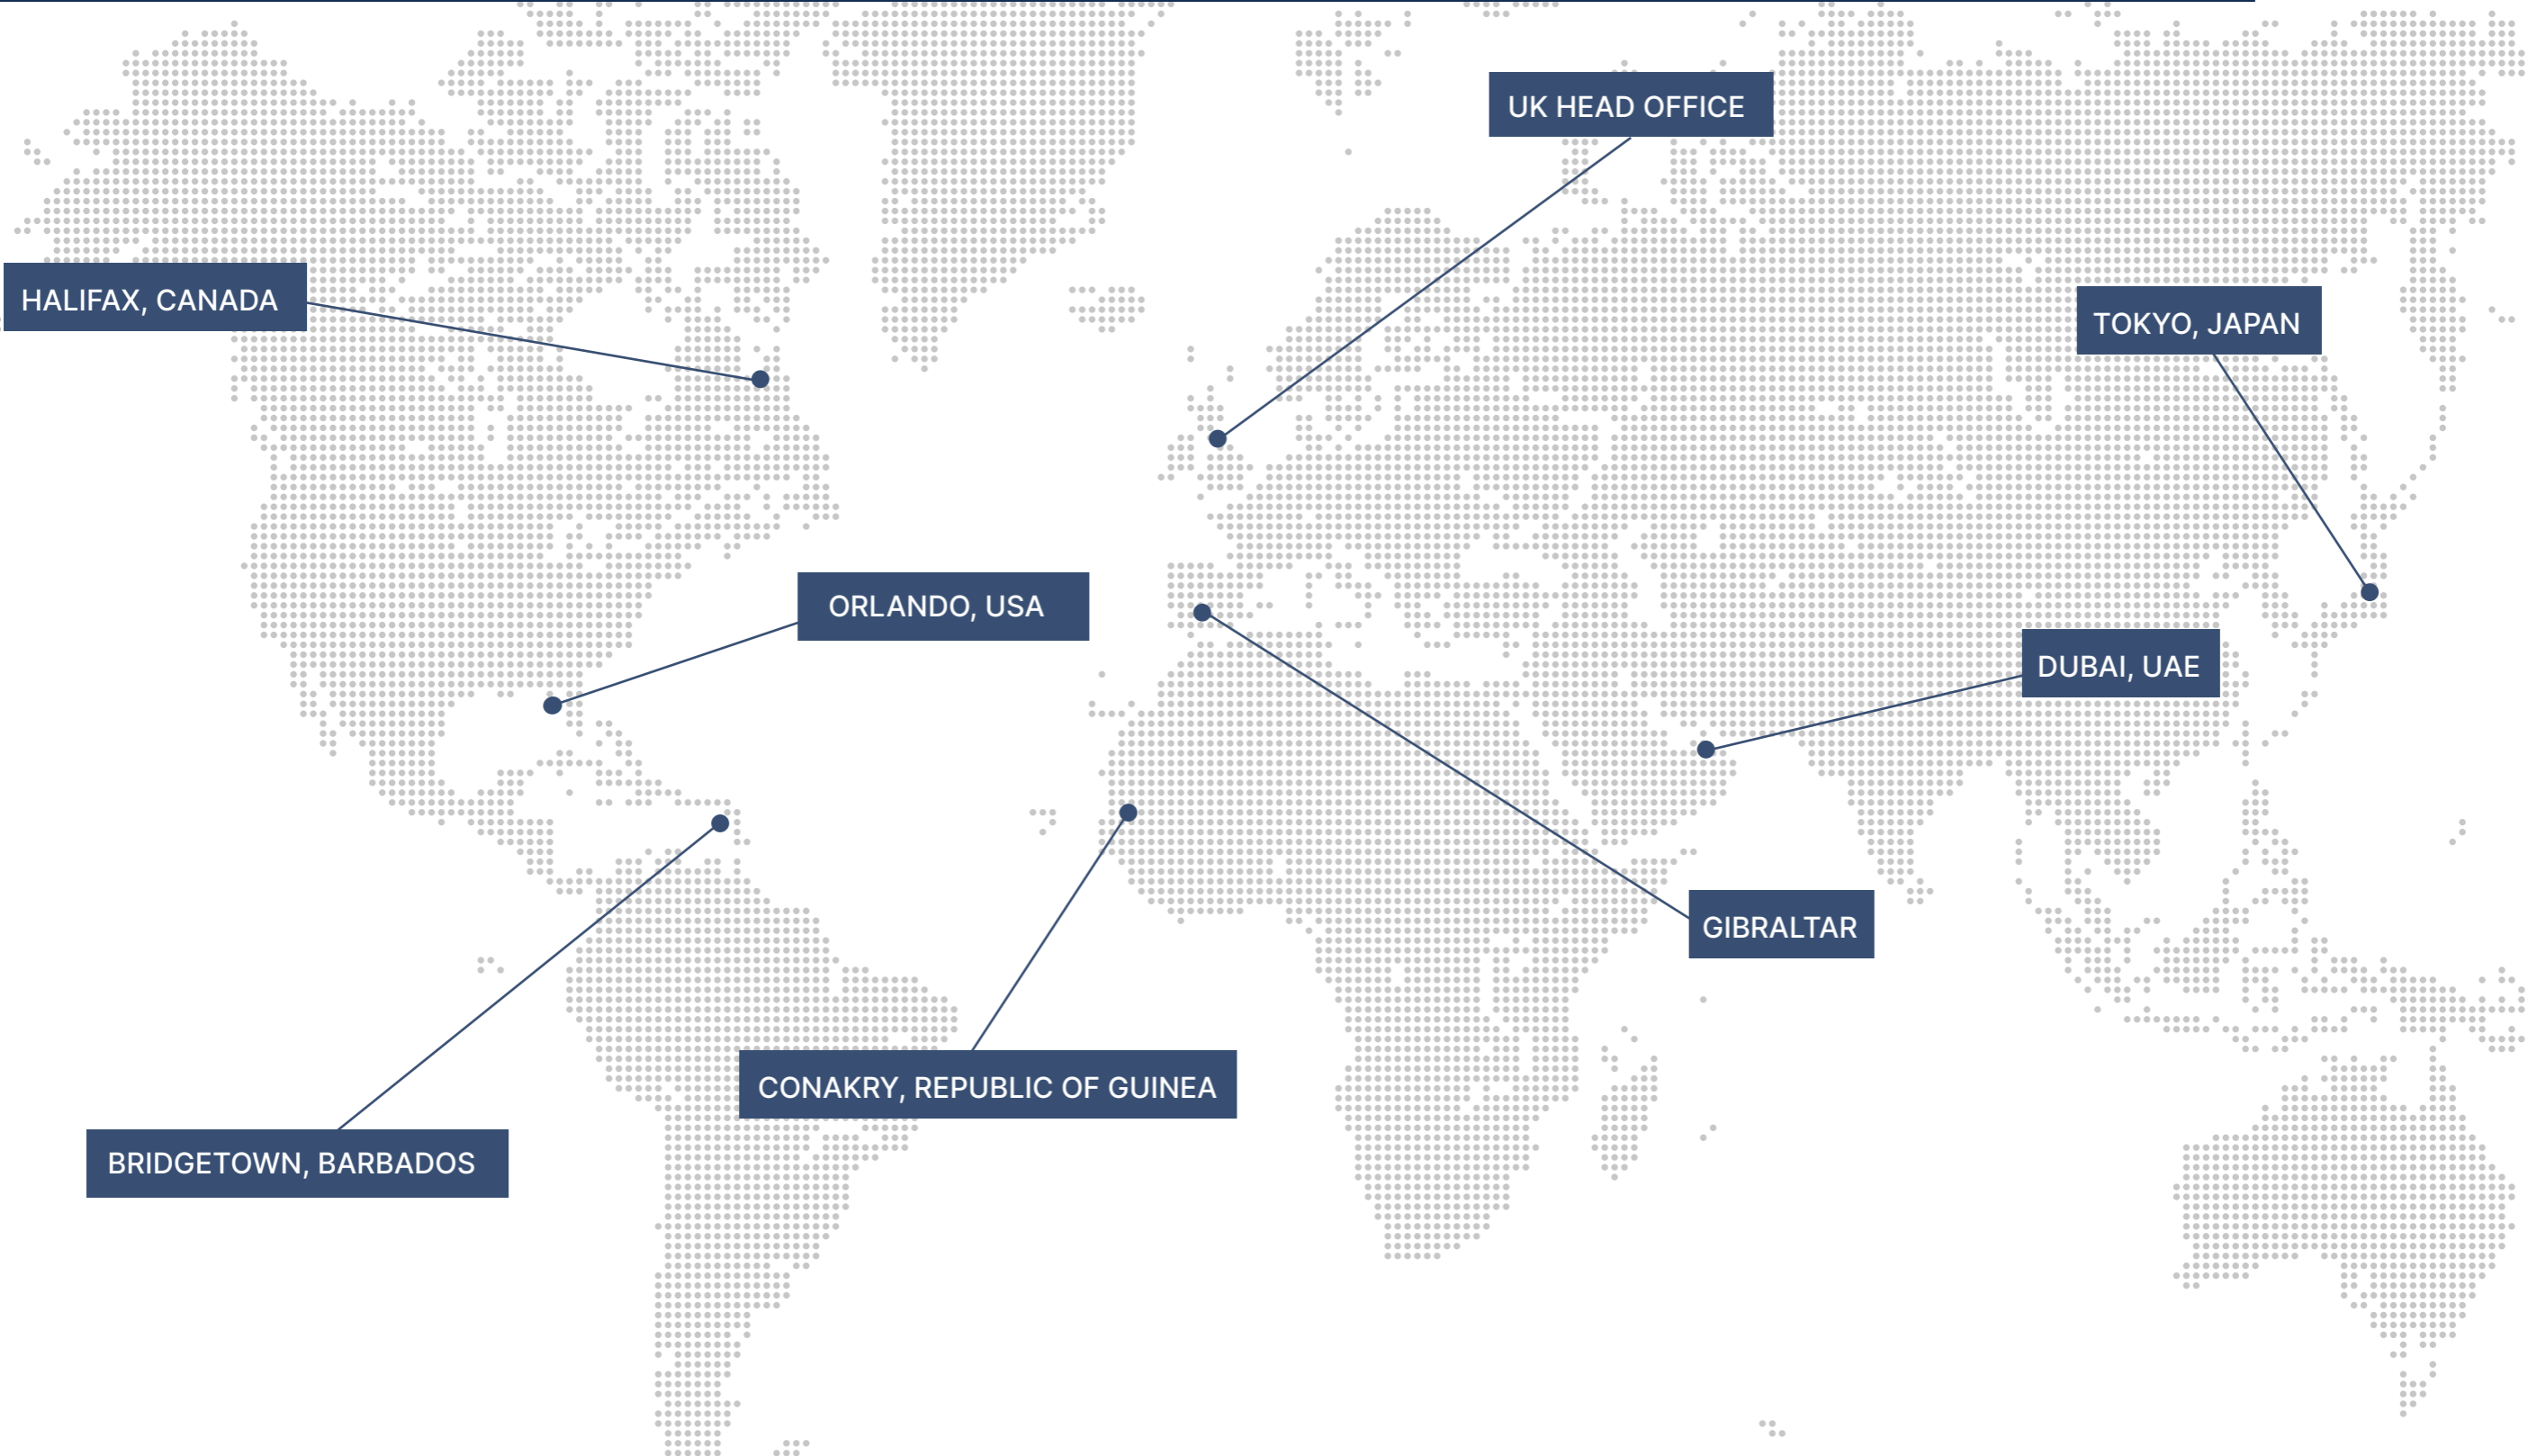 UK HEAD OFFICE
HALIFAX, CANADA
TOKYO, JAPAN
ORLANDO, USA
DUBAI, UAE
GIBRALTAR
CONAKRY, REPUBLIC OF GUINEA
BRIDGETOWN, BARBADOS